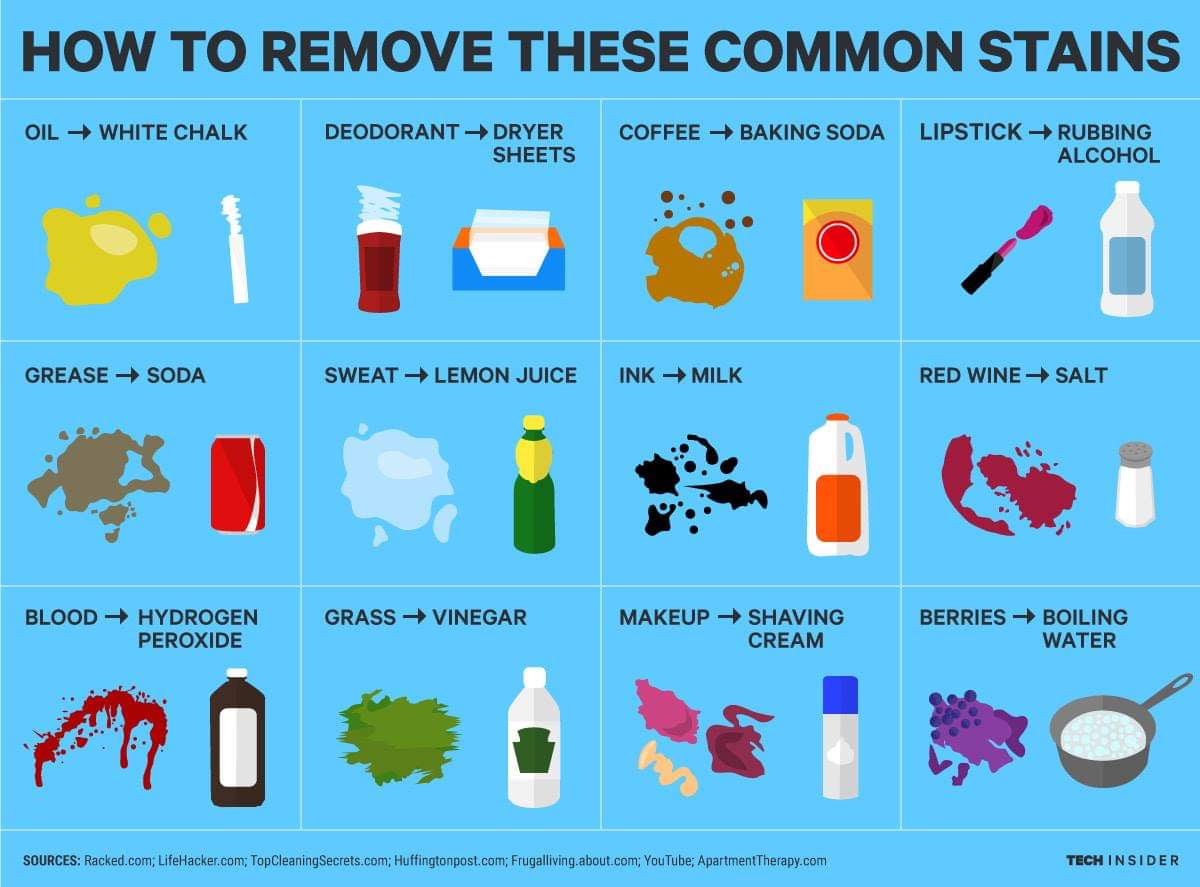 HOW TO REMOVE THESE COMMON STAINS
OIL → WHITE CHALK
DEODORANT → DRYER
SHEETS
COFFEE → BAKING SODA
LIPSTICK → RUBBING
ALCOHOL
GREASE → SODA
SWEAT → LEMON JUICE
INK → MILK
RED WINE → SALT
BLOOD → HYDROGEN
PEROXIDE
GRASS → VINEGAR
MAKEUP → SHAVING
CREAM
BERRIES → BOILING
WATER
SOURCES: Racked.com; LifeHacker.com; TopCleaningSecrets.com; Huffingtonpost.com; Frugalliving.about.com; YouTube; ApartmentTherapy.com
TECH INSIDER